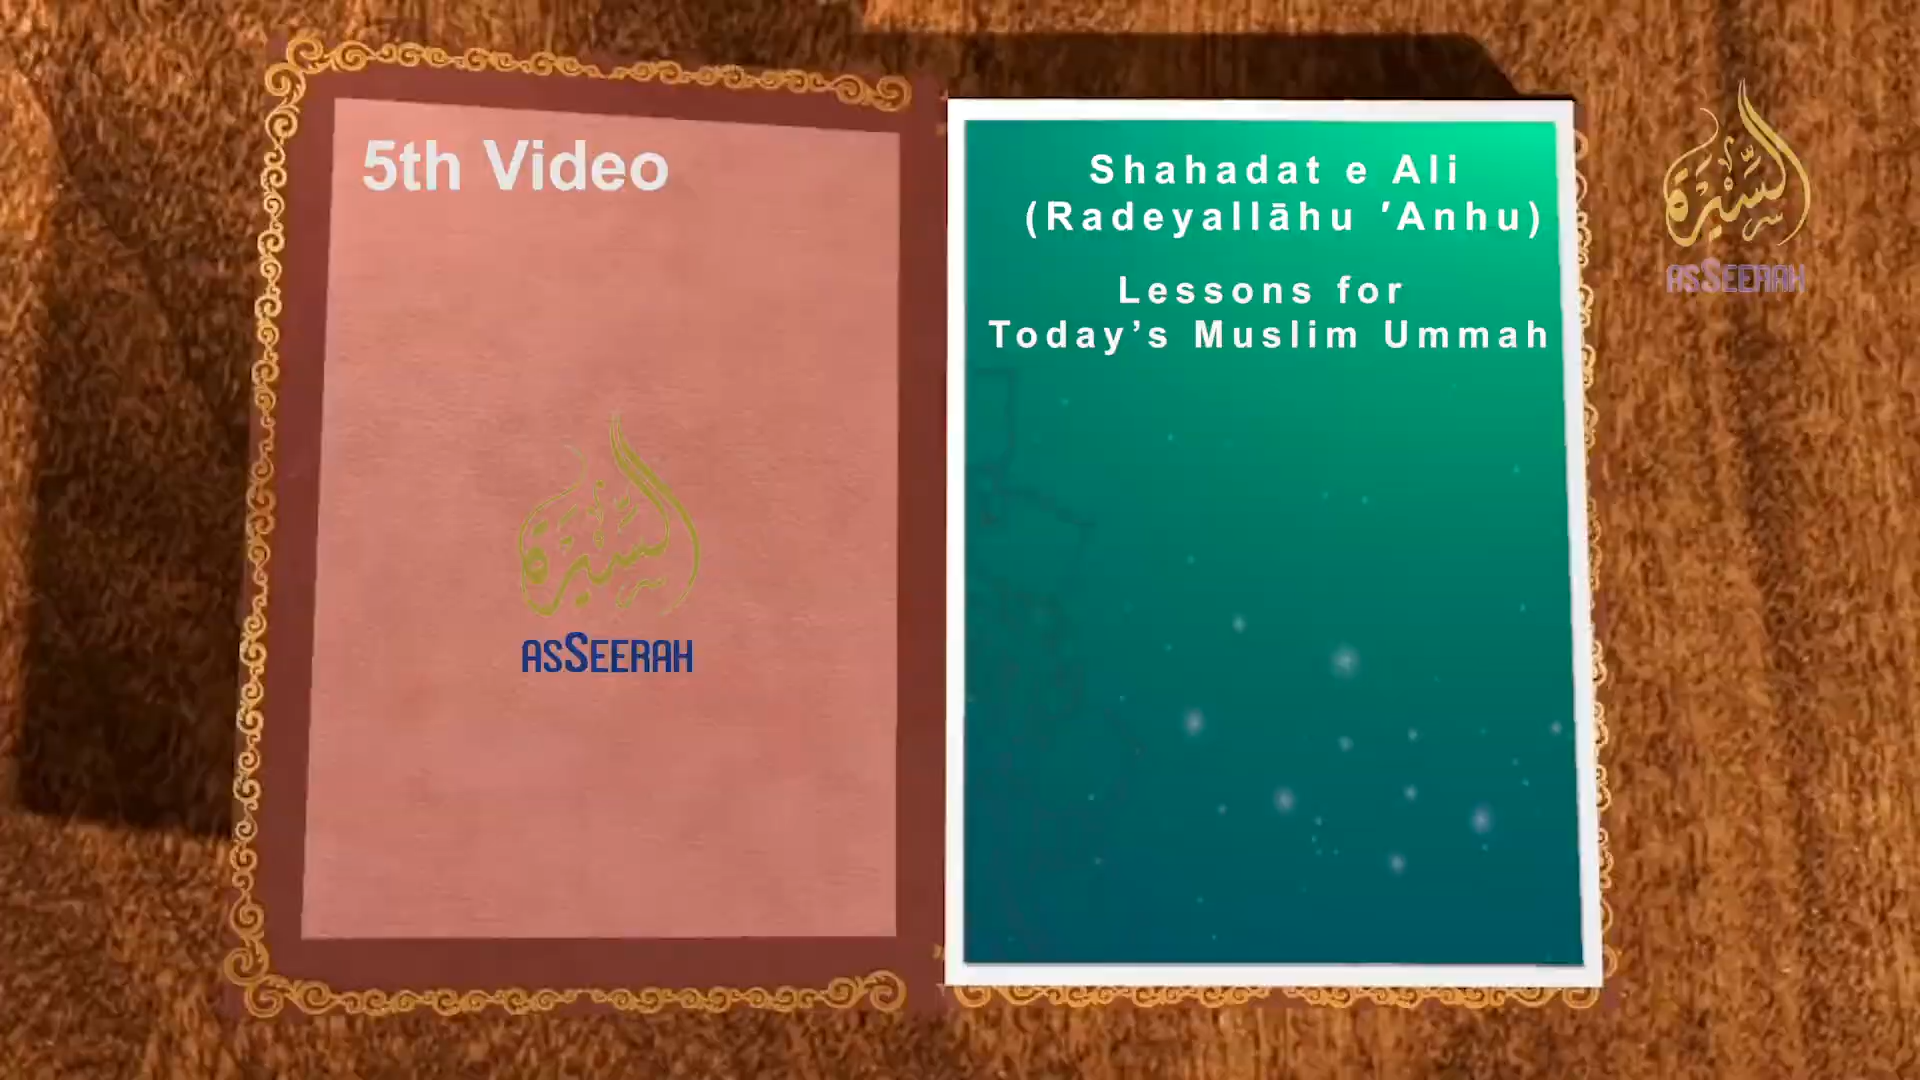 5th Video
السيرة
ASSEERAH
Shahadat e Ali
(Radeyallāhu ′Anhu)
Lessons for
Today’s Muslim Ummah
السيرة
ASSEERAH